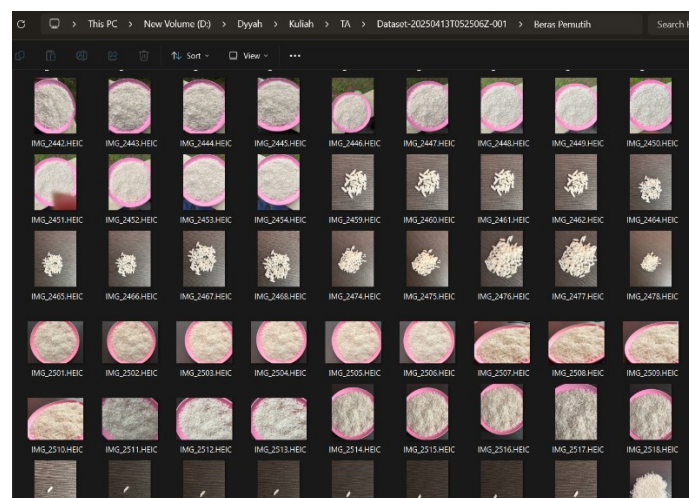 This PC > New Volume (D:) > Dyyah > Kuliah > TA > Dataset-20250413T052506Z-001 > Beras Pemutih Search
Sort View ...
IMG_2442.HEIC IMG_2443.HEIC IMG_2444.HEIC IMG_2445.HEIC IMG_2446.HEIC IMG_2447.HEIC IMG_2448.HEIC IMG_2449.HEIC IMG_2450.HEIC
IMG_2451.HEIC IMG_2452.HEIC IMG_2453.HEIC IMG_2454.HEIC IMG_2459.HEIC IMG_2460.HEIC IMG_2461.HEIC IMG_2462.HEIC IMG_2464.HEIC
IMG_2465.HEIC IMG_2466.HEIC IMG_2467.HEIC IMG_2468.HEIC IMG_2474.HEIC IMG_2475.HEIC IMG_2476.HEIC IMG_2477.HEIC IMG_2478.HEIC
IMG_2501.HEIC IMG_2502.HEIC IMG_2503.HEIC IMG_2504.HEIC IMG_2505.HEIC IMG_2506.HEIC IMG_2507.HEIC IMG_2508.HEIC IMG_2509.HEIC
IMG_2510.HEIC IMG_2511.HEIC IMG_2512.HEIC IMG_2513.HEIC IMG_2514.HEIC IMG_2515.HEIC IMG_2516.HEIC IMG_2517.HEIC IMG_2518.HEIC